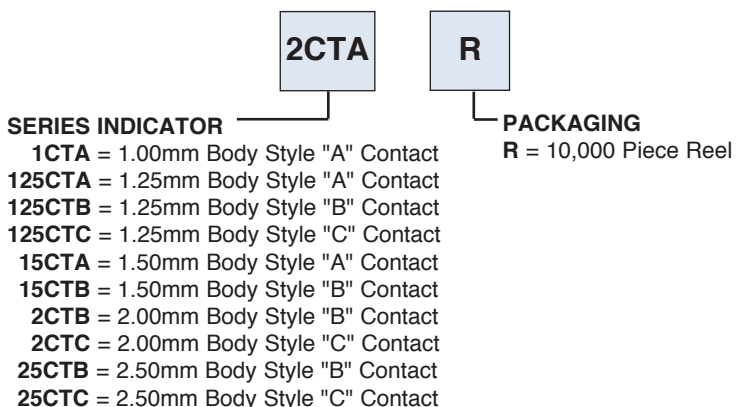 2CTA R
SERIES INDICATOR
1CTA = 1.00mm Body Style "A" Contact
125CTA = 1.25mm Body Style "A" Contact
125CTB = 1.25mm Body Style "B" Contact
125CTC = 1.25mm Body Style "C" Contact
15CTA = 1.50mm Body Style "A" Contact
15CTB = 1.50mm Body Style "B" Contact
2CTB = 2.00mm Body Style "B" Contact
2CTC = 2.00mm Body Style "C" Contact
25CTB = 2.50mm Body Style "B" Contact
25CTC = 2.50mm Body Style "C" Contact
PACKAGING
R = 10,000 Piece Reel